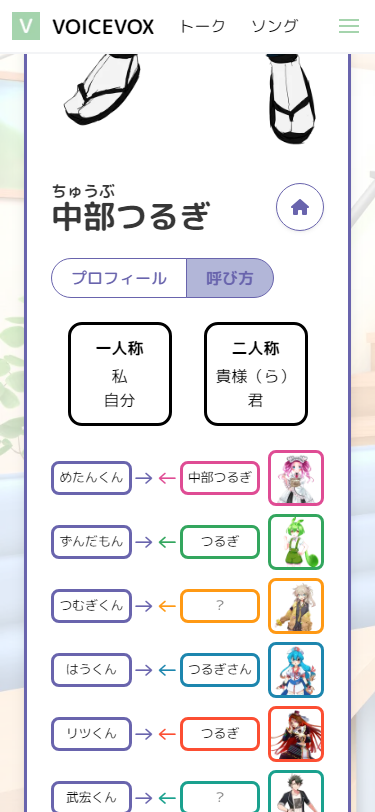 V VOICEVOX トーク ソング
ちゅうぶ
中部つるぎ
プロフィール 呼び方
一人称 二人称
私 貴様（ら）
自分 君
めたんくん → ← 中部つるぎ
ずんだもん → ← つるぎ
つむぎくん → ← ?
はうくん → ← つるぎさん
リツくん → ← つるぎ
武宏くん → ← ?